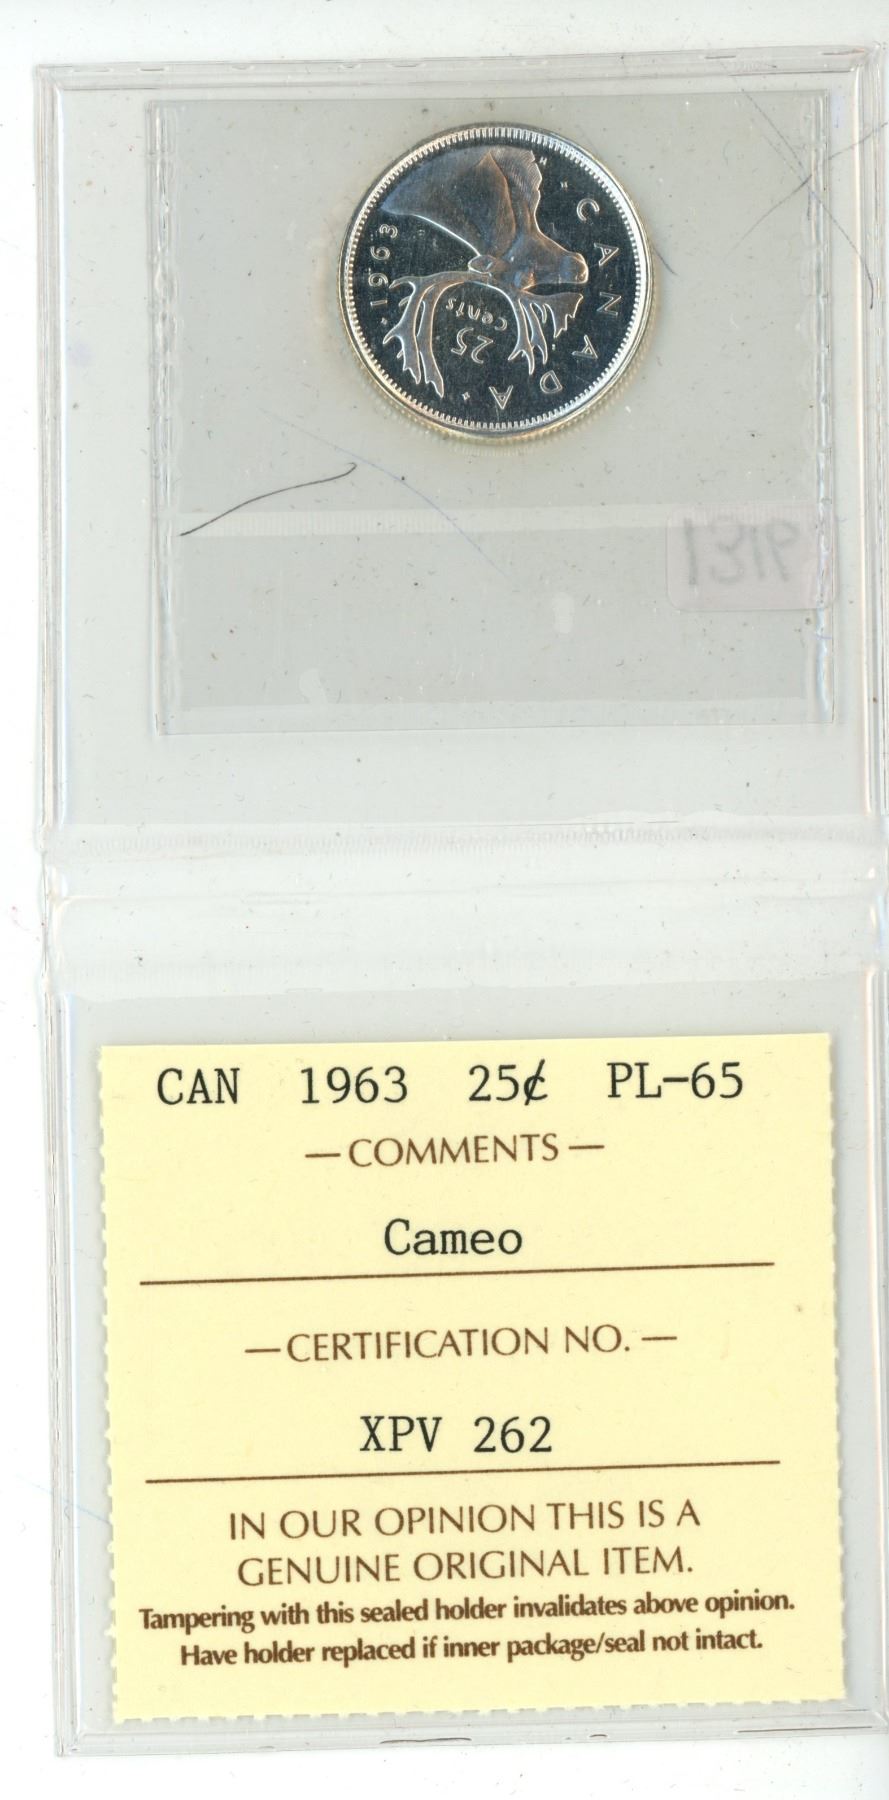 CANADA
1963
25
Cents
H
CAN 1963 25¢ PL-65
—COMMENTS—
Cameo
—CERTIFICATION NO.—
XPV 262
IN OUR OPINION THIS IS A
GENUINE ORIGINAL ITEM.
Tampering with this sealed holder invalidates above opinion.
Have holder replaced if inner package/seal not intact.